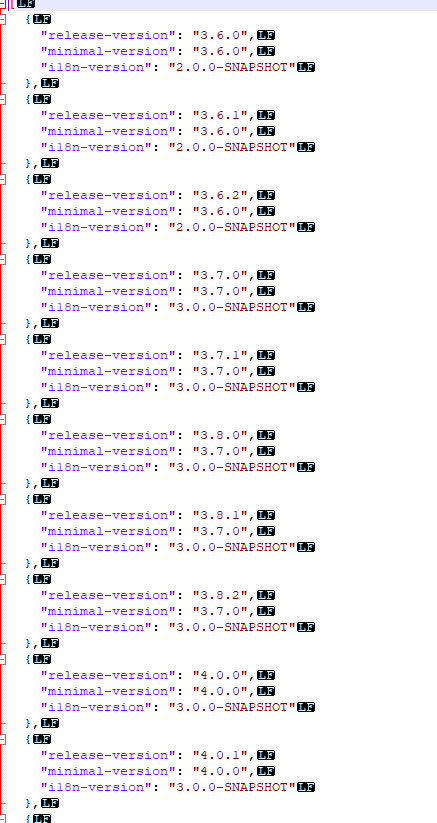 [LF
{LF
"release-version": "3.6.0",LF
"minimal-version": "3.6.0",LF
"i18n-version": "2.0.0-SNAPSHOT"LF
},LF
{LF
"release-version": "3.6.1",LF
"minimal-version": "3.6.0",LF
"i18n-version": "2.0.0-SNAPSHOT"LF
},LF
{LF
"release-version": "3.6.2",LF
"minimal-version": "3.6.0",LF
"i18n-version": "2.0.0-SNAPSHOT"LF
},LF
{LF
"release-version": "3.7.0",LF
"minimal-version": "3.7.0",LF
"i18n-version": "3.0.0-SNAPSHOT"LF
},LF
{LF
"release-version": "3.7.1",LF
"minimal-version": "3.7.0",LF
"i18n-version": "3.0.0-SNAPSHOT"LF
},LF
{LF
"release-version": "3.8.0",LF
"minimal-version": "3.7.0",LF
"i18n-version": "3.0.0-SNAPSHOT"LF
},LF
{LF
"release-version": "3.8.1",LF
"minimal-version": "3.7.0",LF
"i18n-version": "3.0.0-SNAPSHOT"LF
},LF
{LF
"release-version": "3.8.2",LF
"minimal-version": "3.7.0",LF
"i18n-version": "3.0.0-SNAPSHOT"LF
},LF
{LF
"release-version": "4.0.0",LF
"minimal-version": "4.0.0",LF
"i18n-version": "3.0.0-SNAPSHOT"LF
},LF
{LF
"release-version": "4.0.1",LF
"minimal-version": "4.0.0",LF
"i18n-version": "3.0.0-SNAPSHOT"LF
},LF
{LF